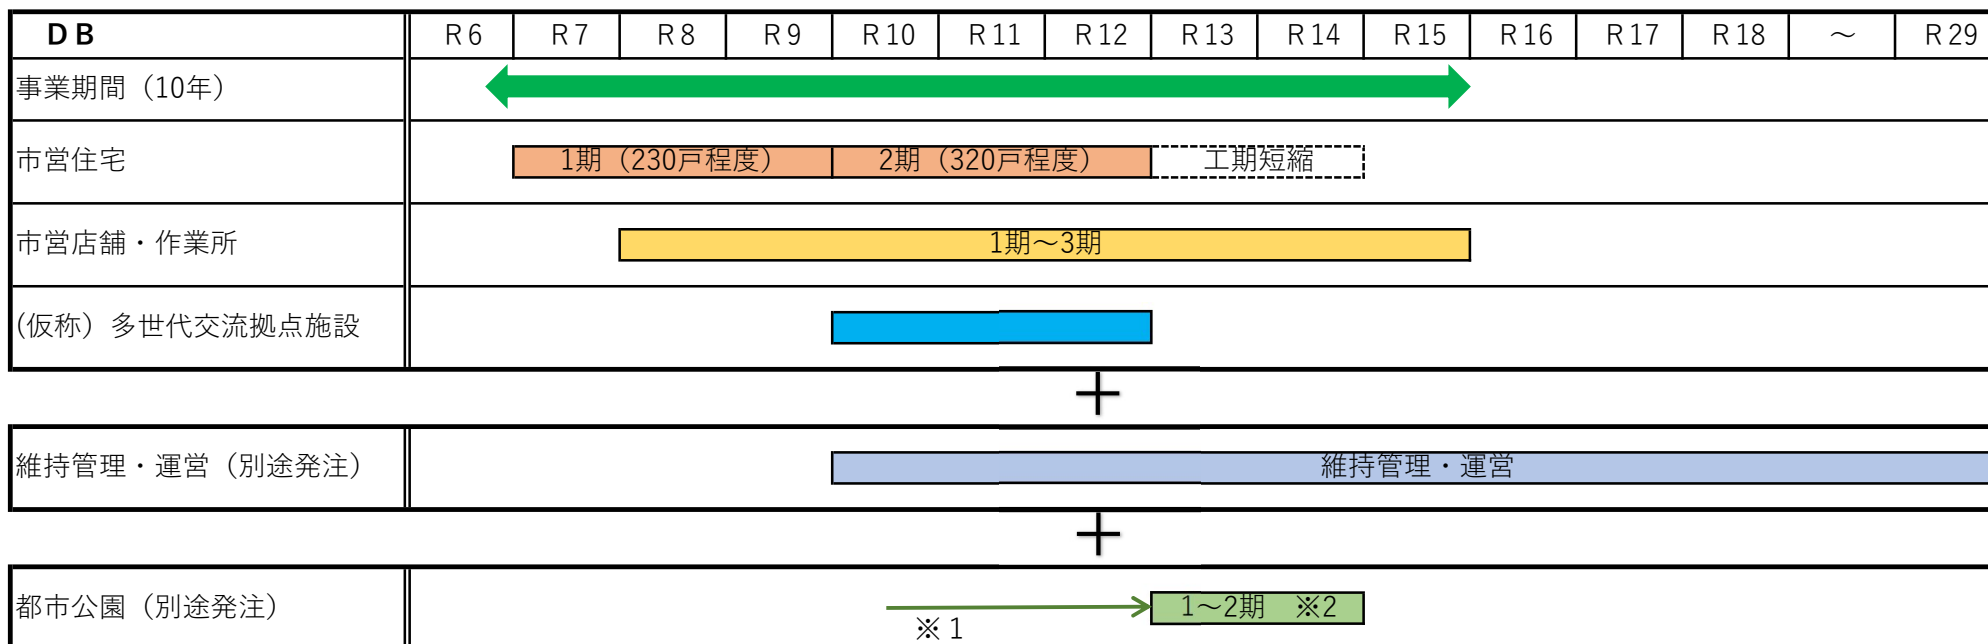 DB R6 R7 R8 R9 R10 R11 R12 R13 R14 R15 R16 R17 R18 ～ R29
事業期間（10年）
市営住宅 1期（230戸程度） 2期（320戸程度） 工期短縮
市営店舗・作業所 1期～3期
(仮称）多世代交流拠点施設
＋
維持管理・運営（別途発注） 維持管理・運営
＋
都市公園（別途発注） 1～2期 ※2
※1